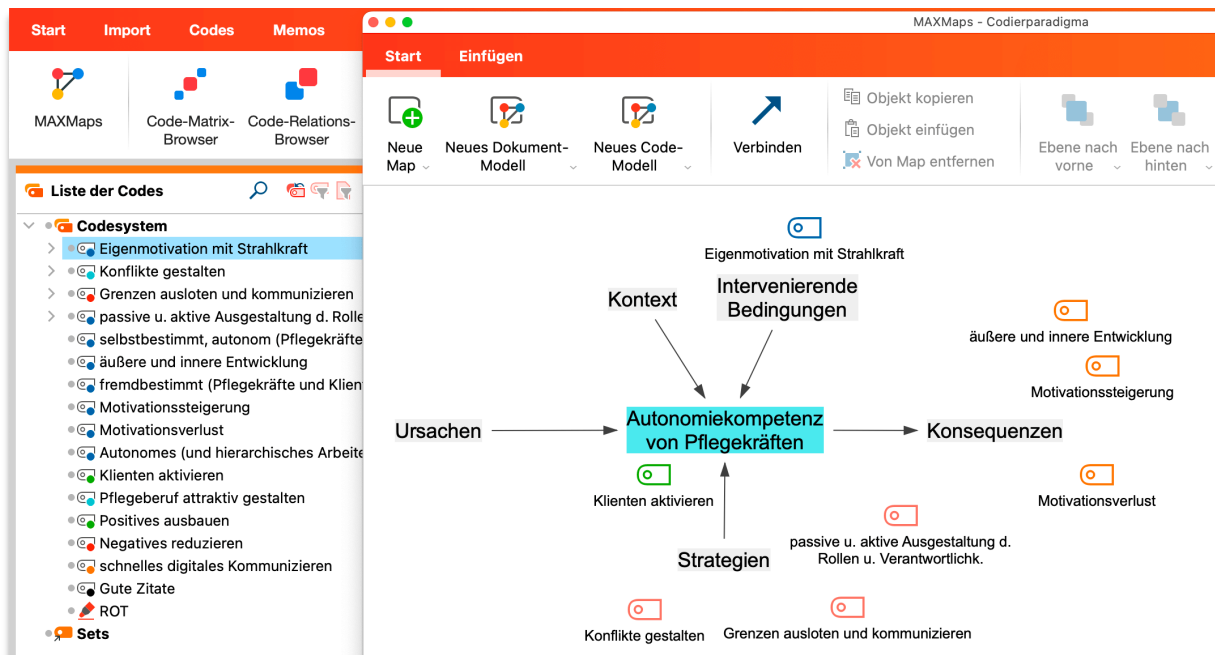 Start Import Codes Memos
MAXMaps
Code-Matrix-
Browser
Code-Relations-
Browser
Liste der Codes
Codesystem
Eigenmotivation mit Strahlkraft
Konflikte gestalten
Grenzen ausloten und kommunizieren
passive u. aktive Ausgestaltung d. Rolle
selbstbestimmt, autonom (Pflegekräfte
äußere und innere Entwicklung
fremdbestimmt (Pflegekräfte und Klien
Motivationssteigerung
Motivationsverlust
Autonomes (und hierarchisches Arbeite
Klienten aktivieren
Pflegeberuf attraktiv gestalten
Positives ausbauen
Negatives reduzieren
schnelles digitales Kommunizieren
Gute Zitate
ROT
Sets
MAXMaps - Codierparadigma
Start Einfügen
Neue
Map
Neues Dokument-
Modell
Neues Code-
Modell
Verbinden
Objekt kopieren
Objekt einfügen
Von Map entfernen
Ebene nach
vorne
Ebene nach
hinten
Eigenmotivation mit Strahlkraft
Kontext
Intervenierende
Bedingungen
äußere und innere Entwicklung
Motivationssteigerung
Ursachen
Autonomiekompetenz
von Pflegekräften
Konsequenzen
Klienten aktivieren
Motivationsverlust
passive u. aktive Ausgestaltung d.
Rollen u. Verantwortlichk.
Strategien
Konflikte gestalten
Grenzen ausloten und kommunizieren